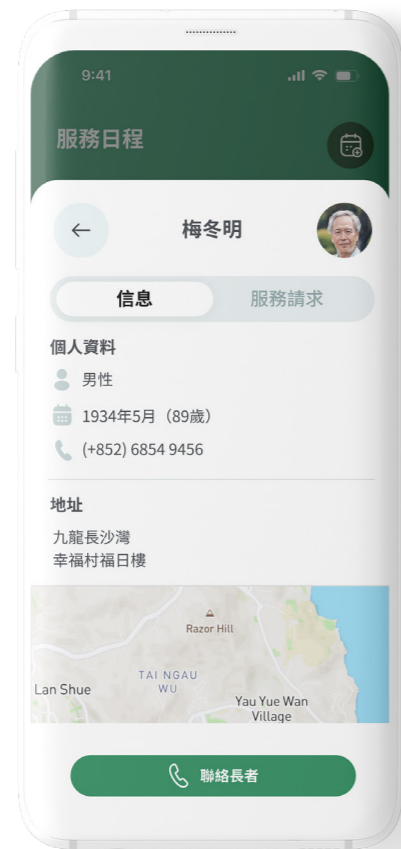 9:41
服務日程
梅冬明
信息
服務請求
個人資料
男性
1934年5月（89歲）
(+852) 6854 9456
地址
九龍長沙灣
幸福村福日樓
Razor Hill
TAI NGAU
WU
Lan Shue
Yau Yue Wan
Village
聯絡長者